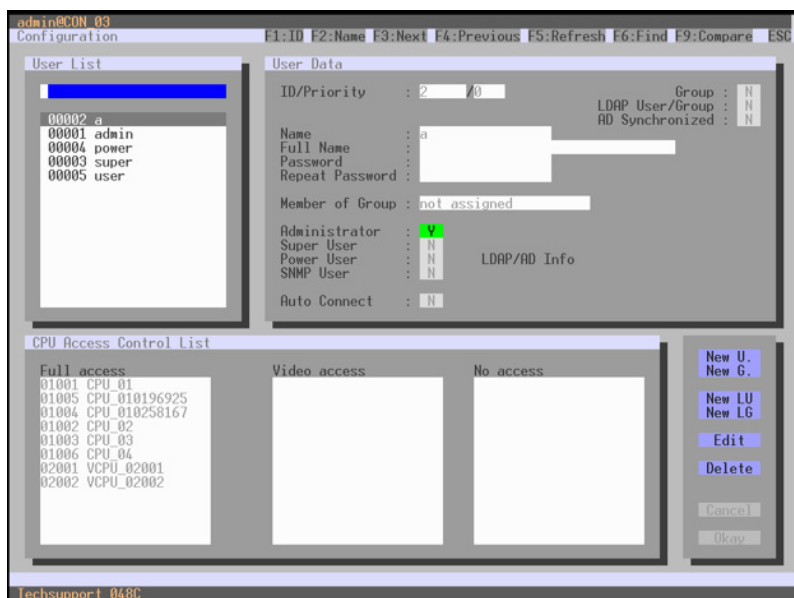 admin@CON_03
Configuration F1:ID F2:Name F3:Next F4:Previous F5:Refresh F6:Find F9:Compare ESC
User List
00002 a
00001 admin
00004 power
00003 super
00005 user
User Data
ID/Priority : 2 /0
Group : N
LDAP User/Group : N
AD Synchronized : N
Name : a
Full Name :
Password :
Repeat Password :
Member of Group : not assigned
Administrator : Y
Super User : N
Power User : N LDAP/AD Info
SNMP User : N
Auto Connect : N
CPU Access Control List
Full access
01001 CPU_01
01005 CPU_010196925
01004 CPU_010258167
01002 CPU_02
01003 CPU_03
01006 CPU_04
02001 VCPU_02001
02002 VCPU_02002
Video access
No access
New U.
New G.
New LU
New LG
Edit
Delete
Cancel
Okay
Techsupport 048C